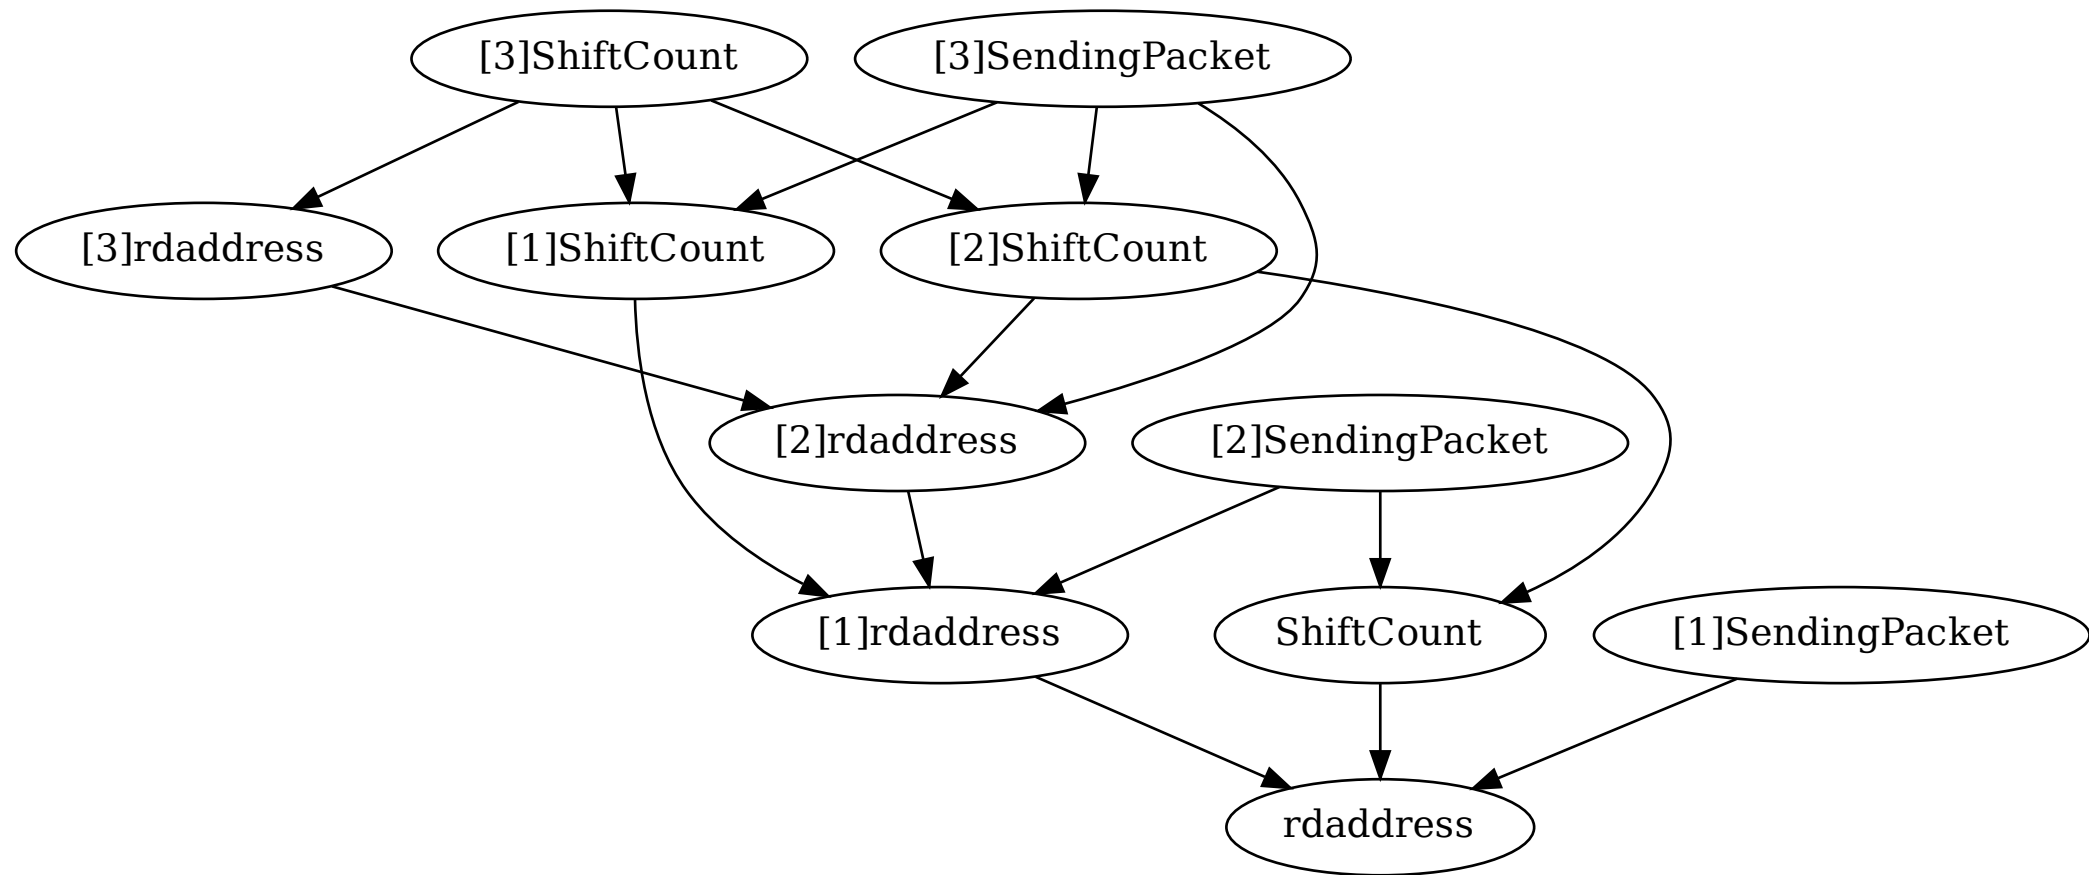 [3]ShiftCount
[3]SendingPacket
[3]rdaddress
[1]ShiftCount
[2]ShiftCount
[2]rdaddress
[2]SendingPacket
[1]rdaddress
ShiftCount
[1]SendingPacket
rdaddress